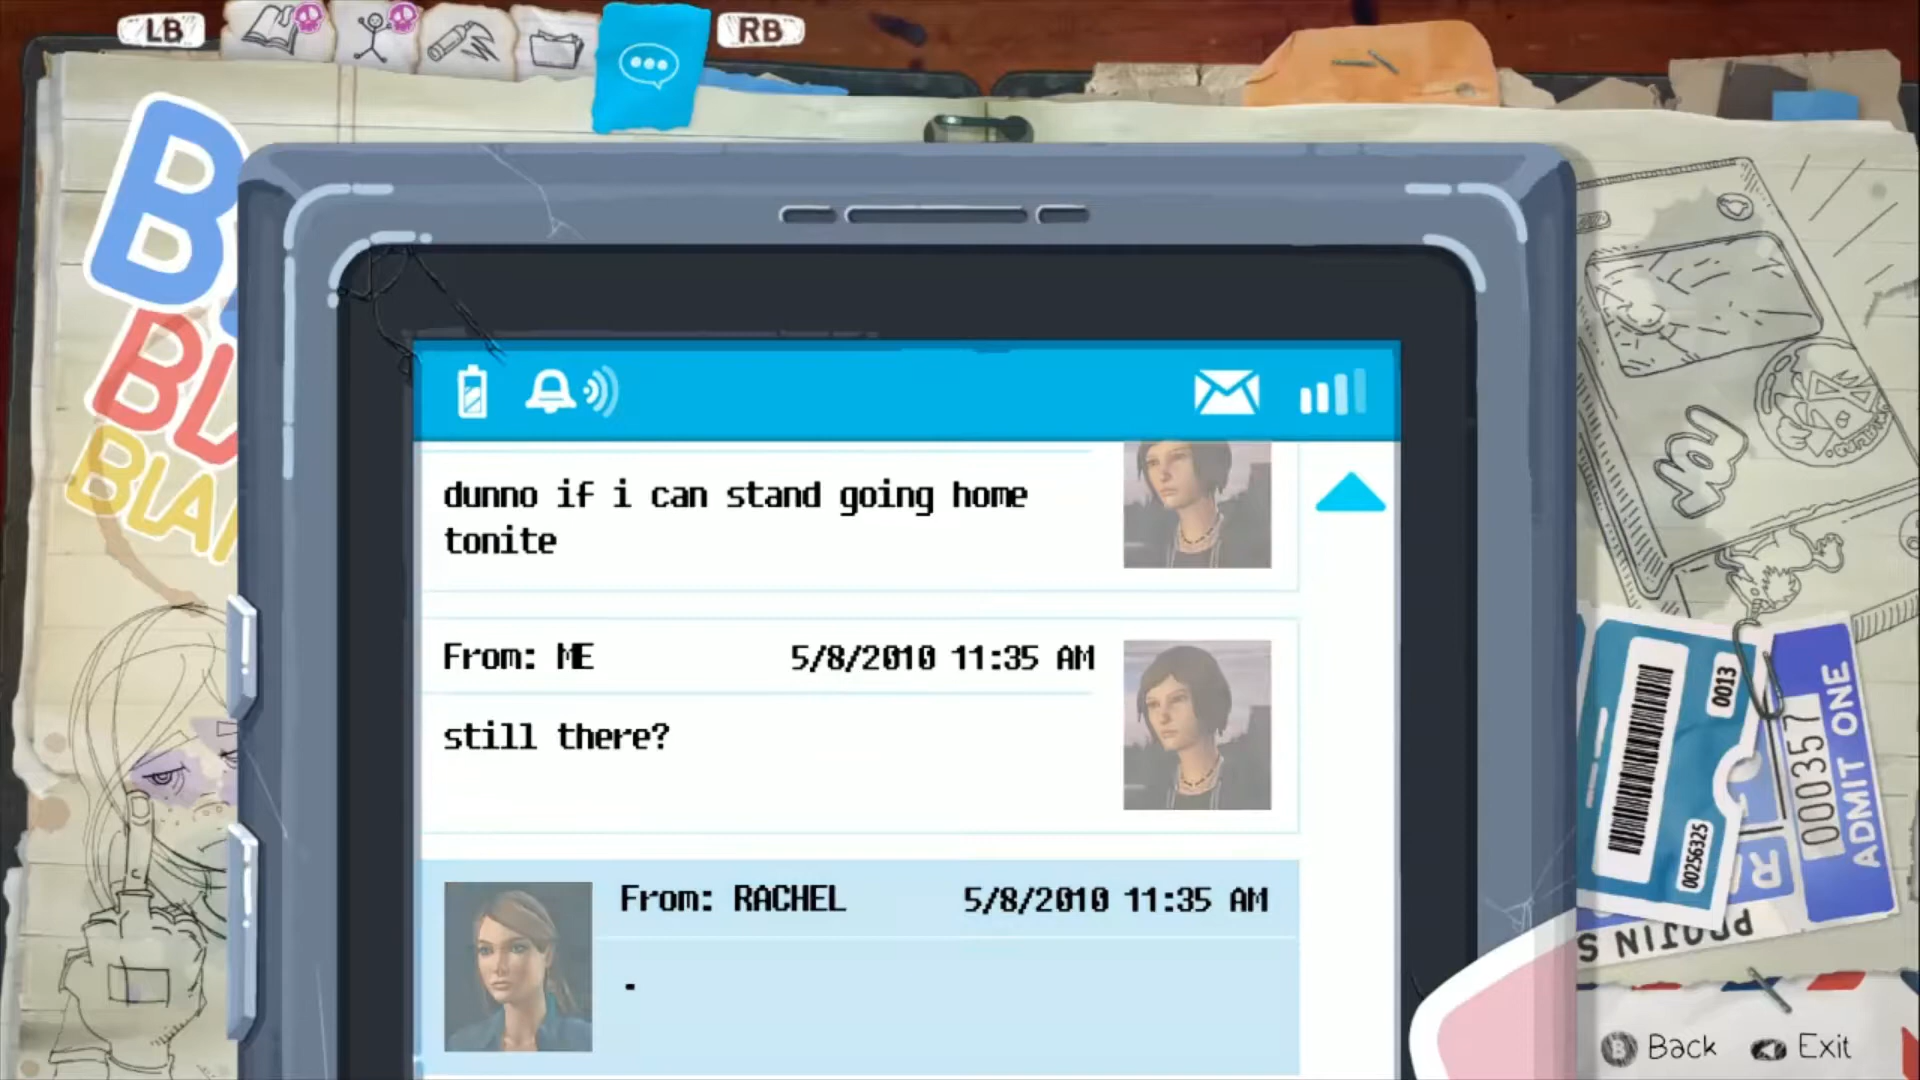 LB
RB
dunno if i can stand going home
tonite
From: ME 5/8/2010 11:35 AM
still there?
From: RACHEL 5/8/2010 11:35 AM
.
0013
00256325
000357
ADMIT ONE
B Back Exit